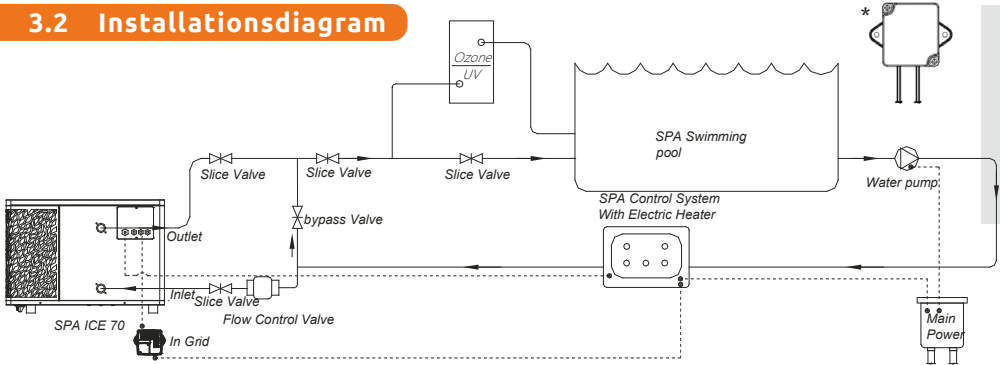 3.2 Installationsdiagram
*
Ozone
UV
SPA Swimming
pool
Slice Valve
Slice Valve
Slice Valve
Water pump
SPA Control System
With Electric Heater
bypass Valve
Outlet
Inlet
Slice Valve
Flow Control Valve
SPA ICE 70
In Grid
Main
Power